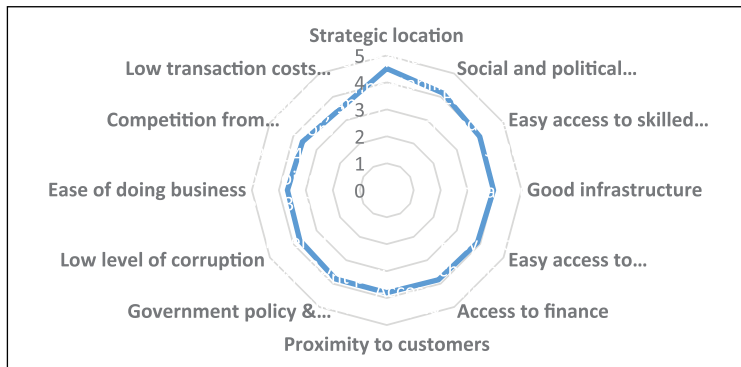 Strategic location
Low transaction costs...
Social and political...
Competition from...
Easy access to skilled...
Ease of doing business
Good infrastructure
Low level of corruption
Easy access to...
Government policy &...
Access to finance
Proximity to customers
5
4
3
2
1
0